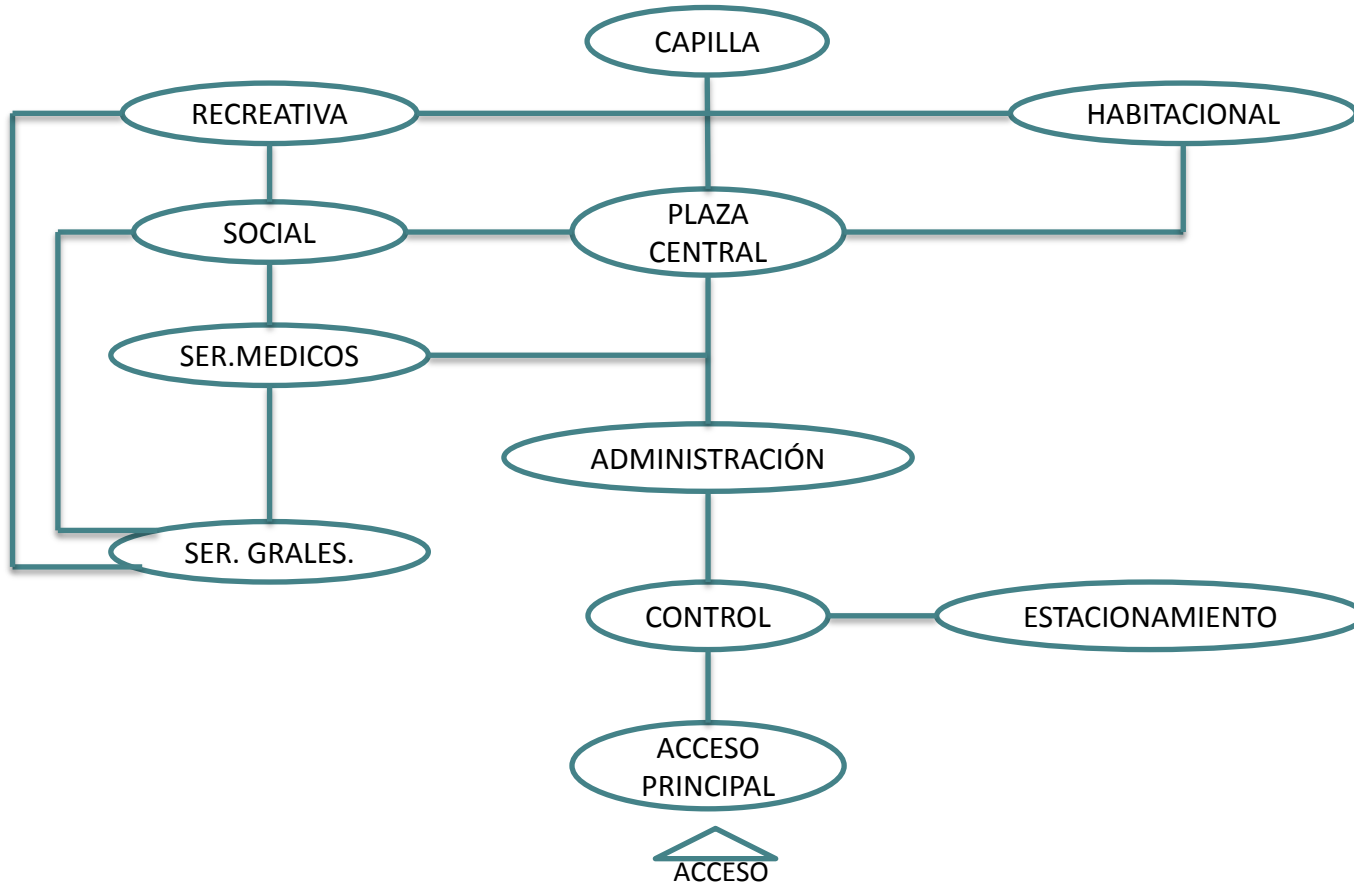 CAPILLA
RECREATIVA
HABITACIONAL
SOCIAL
PLAZA
CENTRAL
SER.MEDICOS
ADMINISTRACIÓN
SER. GRALES.
CONTROL
ESTACIONAMIENTO
ACCESO
PRINCIPAL
ACCESO